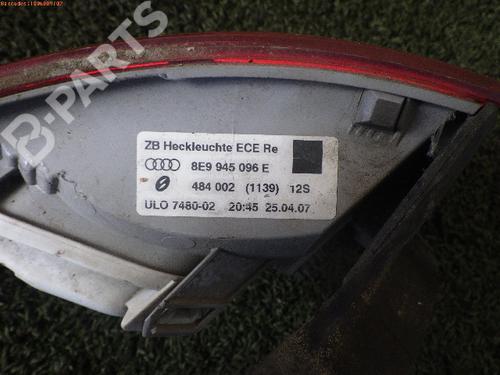 B-PARTS
ZB Heckleuchte ECE Re
8E9 945 096 E
484 002 (1139) 12S
ULO 7480-02 20:45 25.04.07